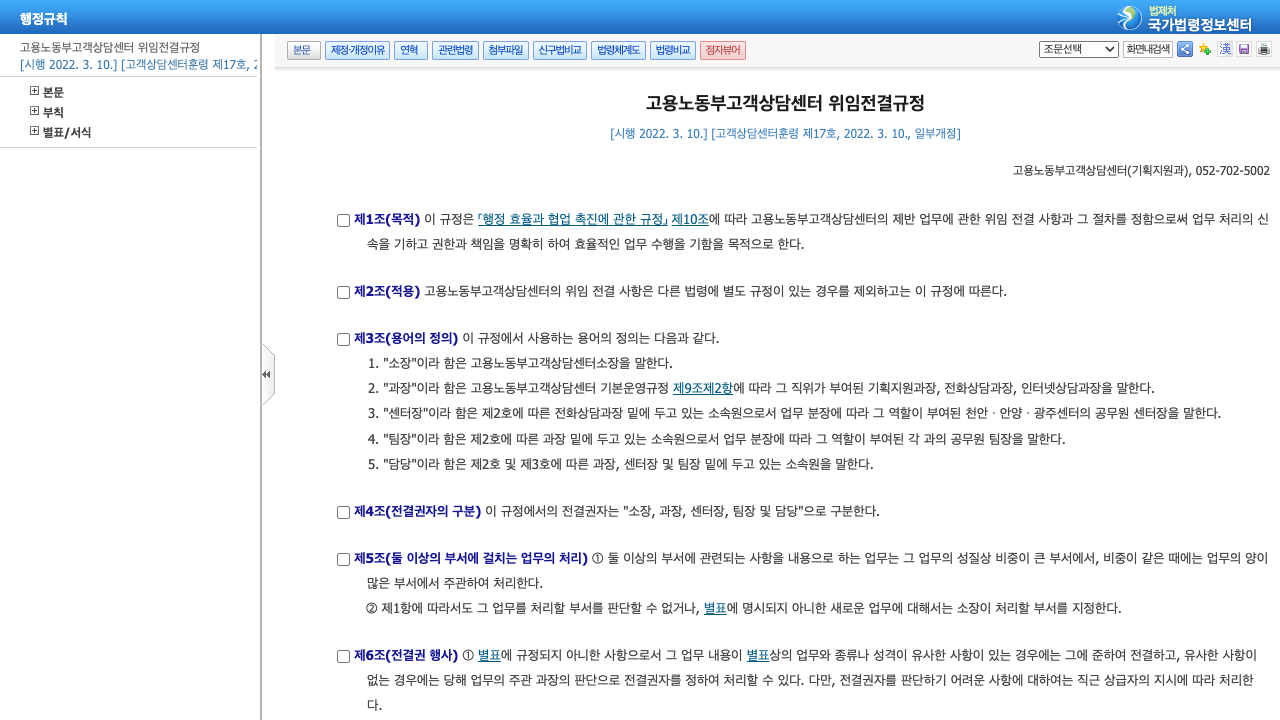 행정규칙
법제처
국가법령정보센터
고용노동부고객상담센터 위임전결규정
[시행 2022. 3. 10.] [고객상담센터훈령 제17호, 2
본문
부칙
별표/서식
본문 제정·개정이유 연혁 관련법령 첨부파일 신구법비교 법령체계도 법령비교 점자뷰어
조문선택 화면내검색
고용노동부고객상담센터 위임전결규정
[시행 2022. 3. 10.] [고객상담센터훈령 제17호, 2022. 3. 10., 일부개정]
고용노동부고객상담센터(기획지원과), 052-702-5002
제1조(목적) 이 규정은 「행정 효율과 협업 촉진에 관한 규정」 제10조에 따라 고용노동부고객상담센터의 제반 업무에 관한 위임 전결 사항과 그 절차를 정함으로써 업무 처리의 신
속을 기하고 권한과 책임을 명확히 하여 효율적인 업무 수행을 기함을 목적으로 한다.
제2조(적용) 고용노동부고객상담센터의 위임 전결 사항은 다른 법령에 별도 규정이 있는 경우를 제외하고는 이 규정에 따른다.
제3조(용어의 정의) 이 규정에서 사용하는 용어의 정의는 다음과 같다.
1. "소장"이라 함은 고용노동부고객상담센터소장을 말한다.
2. "과장"이라 함은 고용노동부고객상담센터 기본운영규정 제9조제2항에 따라 그 직위가 부여된 기획지원과장, 전화상담과장, 인터넷상담과장을 말한다.
3. "센터장"이라 함은 제2호에 따른 전화상담과장 밑에 두고 있는 소속원으로서 업무 분장에 따라 그 역할이 부여된 천안ㆍ안양ㆍ광주센터의 공무원 센터장을 말한다.
4. "팀장"이라 함은 제2호에 따른 과장 밑에 두고 있는 소속원으로서 업무 분장에 따라 그 역할이 부여된 각 과의 공무원 팀장을 말한다.
5. "담당"이라 함은 제2호 및 제3호에 따른 과장, 센터장 및 팀장 밑에 두고 있는 소속원을 말한다.
제4조(전결권자의 구분) 이 규정에서의 전결권자는 "소장, 과장, 센터장, 팀장 및 담당"으로 구분한다.
제5조(둘 이상의 부서에 걸치는 업무의 처리) ① 둘 이상의 부서에 관련되는 사항을 내용으로 하는 업무는 그 업무의 성질상 비중이 큰 부서에서, 비중이 같은 때에는 업무의 양이
많은 부서에서 주관하여 처리한다.
② 제1항에 따라서도 그 업무를 처리할 부서를 판단할 수 없거나, 별표에 명시되지 아니한 새로운 업무에 대해서는 소장이 처리할 부서를 지정한다.
제6조(전결권 행사) ① 별표에 규정되지 아니한 사항으로서 그 업무 내용이 별표상의 업무와 종류나 성격이 유사한 사항이 있는 경우에는 그에 준하여 전결하고, 유사한 사항이
없는 경우에는 당해 업무의 주관 과장의 판단으로 전결권자를 정하여 처리할 수 있다. 다만, 전결권자를 판단하기 어려운 사항에 대하여는 직근 상급자의 지시에 따라 처리한
다.